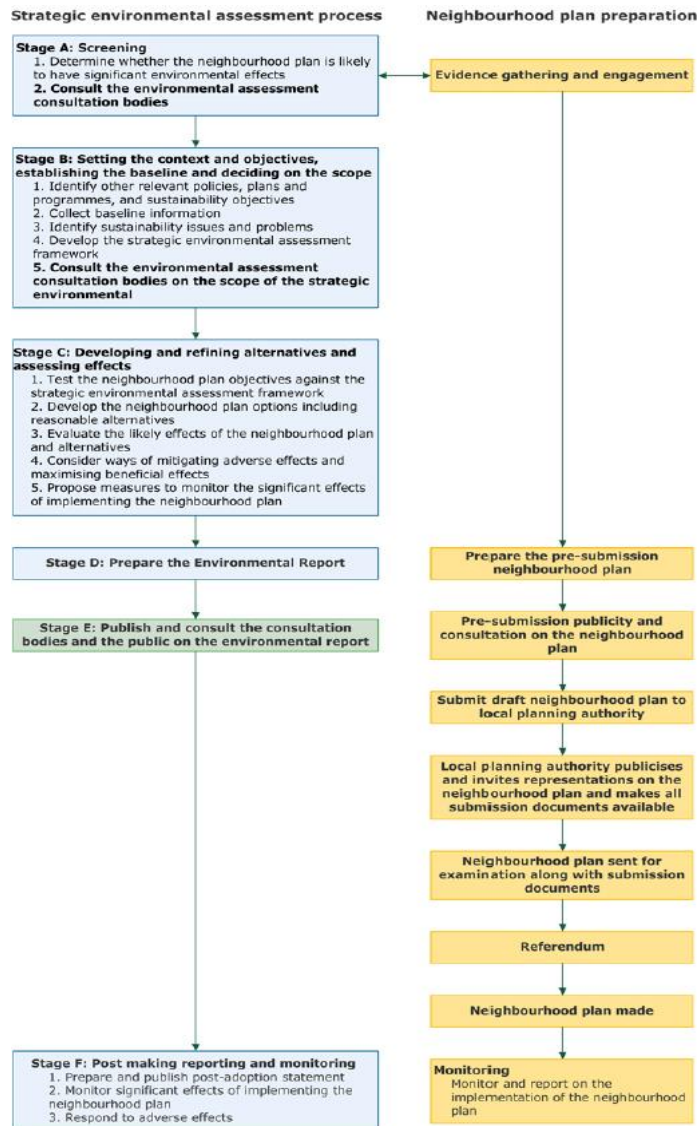 Strategic environmental assessment process
Neighbourhood plan preparation
Stage A: Screening
1. Determine whether the neighbourhood plan is likely
to have significant environmental effects
2. Consult the environmental assessment
consultation bodies
Evidence gathering and engagement
Stage B: Setting the context and objectives,
establishing the baseline and deciding on the scope
1. Identify other relevant policies, plans and
programmes, and sustainability objectives
2. Collect baseline information
3. Identify sustainability issues and problems
4. Develop the strategic environmental assessment
framework
5. Consult the environmental assessment
consultation bodies on the scope of the strategic
environmental
Stage C: Developing and refining alternatives and
assessing effects
1. Test the neighbourhood plan objectives against the
strategic environmental assessment framework
2. Develop the neighbourhood plan options including
reasonable alternatives
3. Evaluate the likely effects of the neighbourhood plan
and alternatives
4. Consider ways of mitigating adverse effects and
maximising beneficial effects
5. Propose measures to monitor the significant effects
of implementing the neighbourhood plan
Stage D: Prepare the Environmental Report
Prepare the pre-submission
neighbourhood plan
Stage E: Publish and consult the consultation
bodies and the public on the environmental report
Pre-submission publicity and
consultation on the neighbourhood
plan
Submit draft neighbourhood plan to
local planning authority
Local planning authority publicises
and invites representations on the
neighbourhood plan and makes all
submission documents available
Neighbourhood plan sent for
examination along with submission
documents
Referendum
Neighbourhood plan made
Stage F: Post making reporting and monitoring
1. Prepare and publish post-adoption statement
2. Monitor significant effects of implementing the
neighbourhood plan
3. Respond to adverse effects
Monitoring
Monitor and report on the
implementation of the neighbourhood
plan